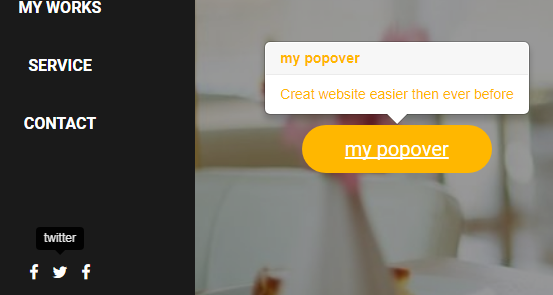 MY WORKS
SERVICE
CONTACT
twitter
my popover
Creat website easier then ever before
my popover